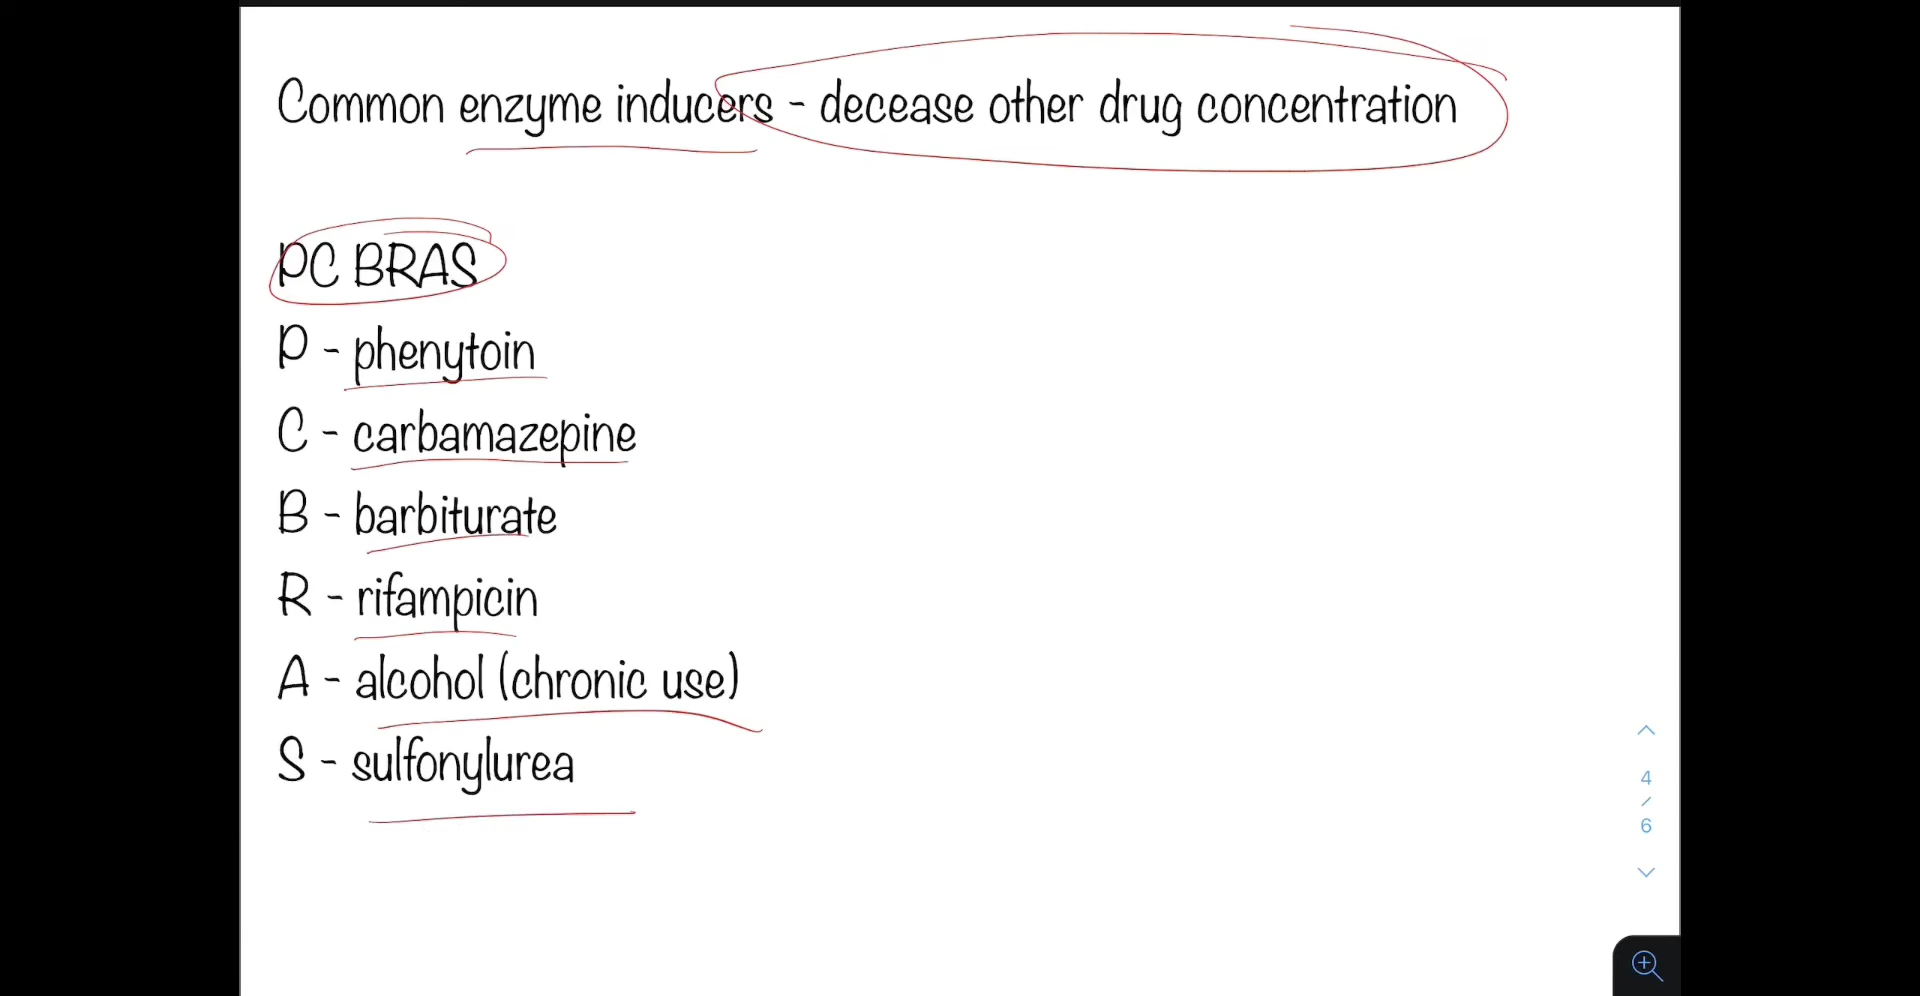 Common enzyme inducers - decease other drug concentration
PC BRAS
P - phenytoin
C - carbamazepine
B - barbiturate
R - rifampicin
A - alcohol (chronic use)
S - sulfonylurea
4
/
6